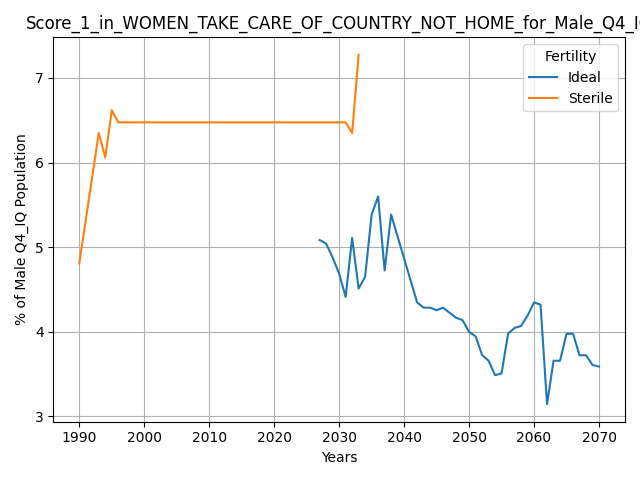 Score_1_in_WOMEN_TAKE_CARE_OF_COUNTRY_NOT_HOME_for_Male_Q4_I
Fertility
Ideal
Sterile
% of Male Q4_IQ Population
7
6
5
4
3
1990 2000 2010 2020 2030 2040 2050 2060 2070
Years